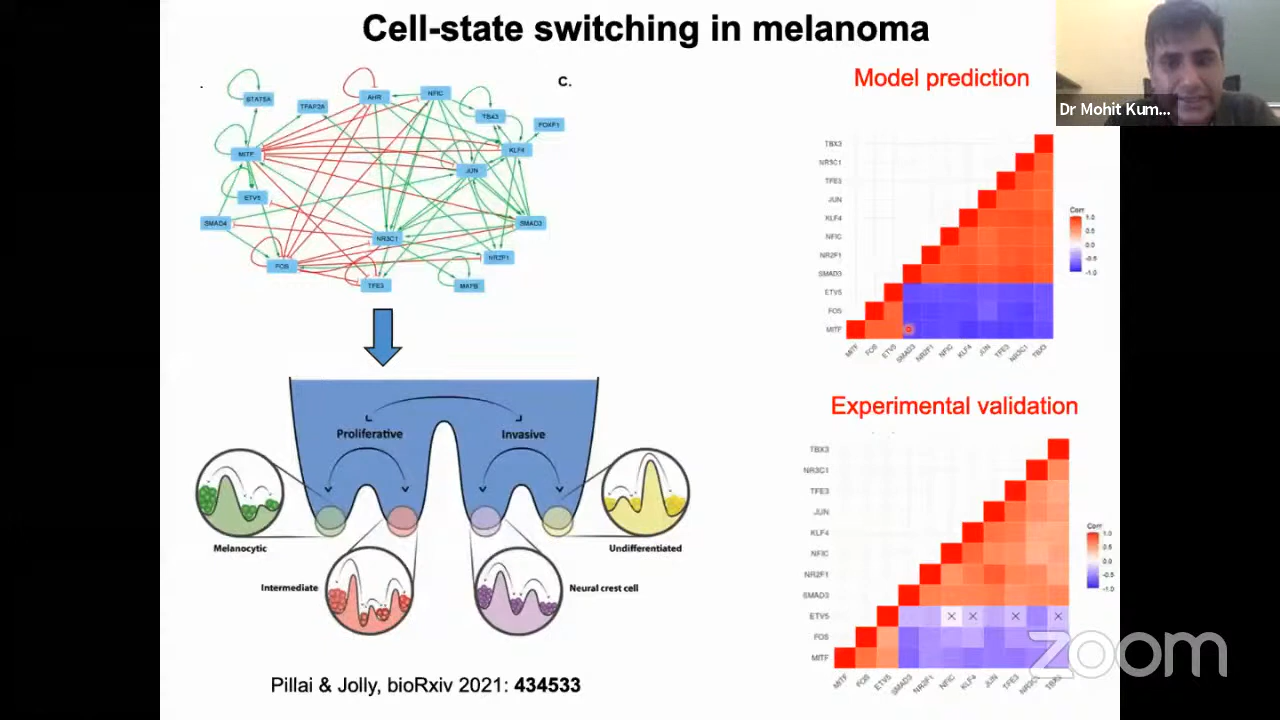 Cell-state switching in melanoma
C.
STAT5A
TFAP2A
AHR
NFIC
TBX3
FOXF1
MITF
KLF4
JUN
ETV5
SMAD4
SMAD3
NR3C1
FOS
NR2F1
TFE3
MAFB
Proliferative
Invasive
Melanocytic
Undifferentiated
Intermediate
Neural crest cell
Pillai & Jolly, bioRxiv 2021: 434533
Dr Mohit Kum...
Model prediction
TBX3
NR3C1
TFE3
JUN
KLF4
NFIC
NR2F1
SMAD3
ETV5
FOS
MITF
MITF FOS ETV5 SMAD3 NR2F1 NFIC KLF4 JUN TFE3 NR3C1 TBX3
Corr
1.0
0.5
0.0
-0.5
-1.0
Experimental validation
TBX3
NR3C1
TFE3
JUN
KLF4
NFIC
NR2F1
SMAD3
ETV5
FOS
MITF
MITF FOS ETV5 SMAD3 NR2F1 NFIC KLF4 JUN TFE3 NR3C1 TBX3
Corr
1.0
0.5
0.0
-0.5
-1.0
zoom